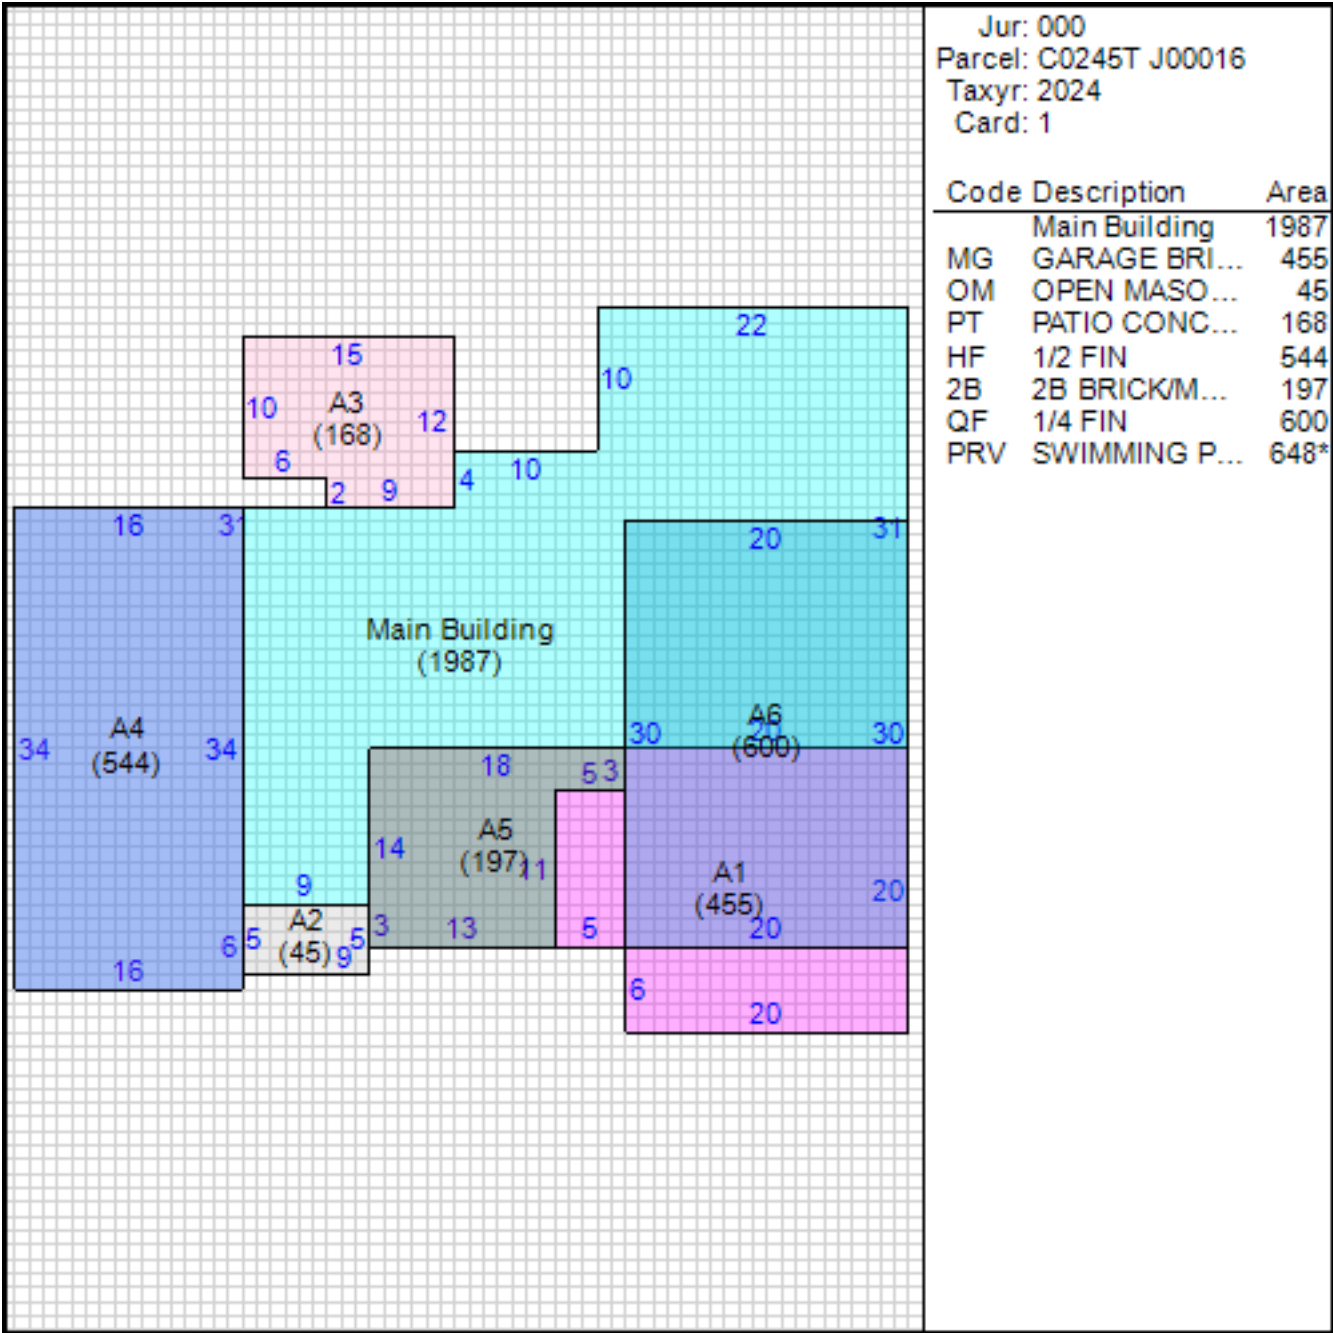 Jur: 000
Parcel: C0245T J00016
Taxyr: 2024
Card: 1
Code Description Area
Main Building 1987
MG GARAGE BRI... 455
OM OPEN MASO... 45
PT PATIO CONC... 168
HF 1/2 FIN 544
2B 2B BRICK/M... 197
QF 1/4 FIN 600
PRV SWIMMING P... 648*
22
15
10
10
A3
12
(168)
6
10
4
2 9
16
31
20
31
Main Building
(1987)
A6
(600)
30
20
30
A4
(544)
34
34
18
5 3
A5
(197)
14
11
A1
(455)
20
20
9
A2
(45)
5
5
9
3
13
5
6
16
6
20